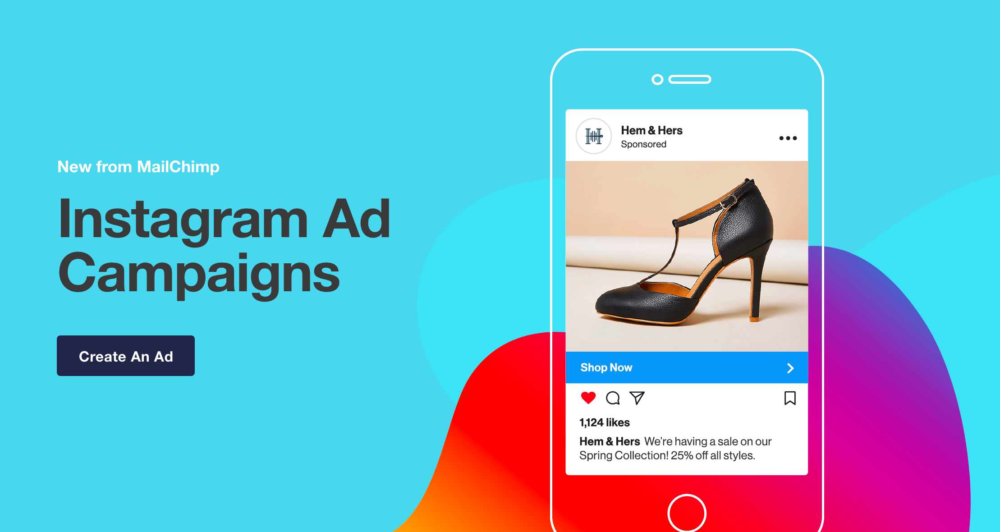 New from MailChimp
Instagram Ad
Campaigns
Create An Ad
Hem & Hers
Sponsored
Shop Now
1,124 likes
Hem & Hers We’re having a sale on our
Spring Collection! 25% off all styles.